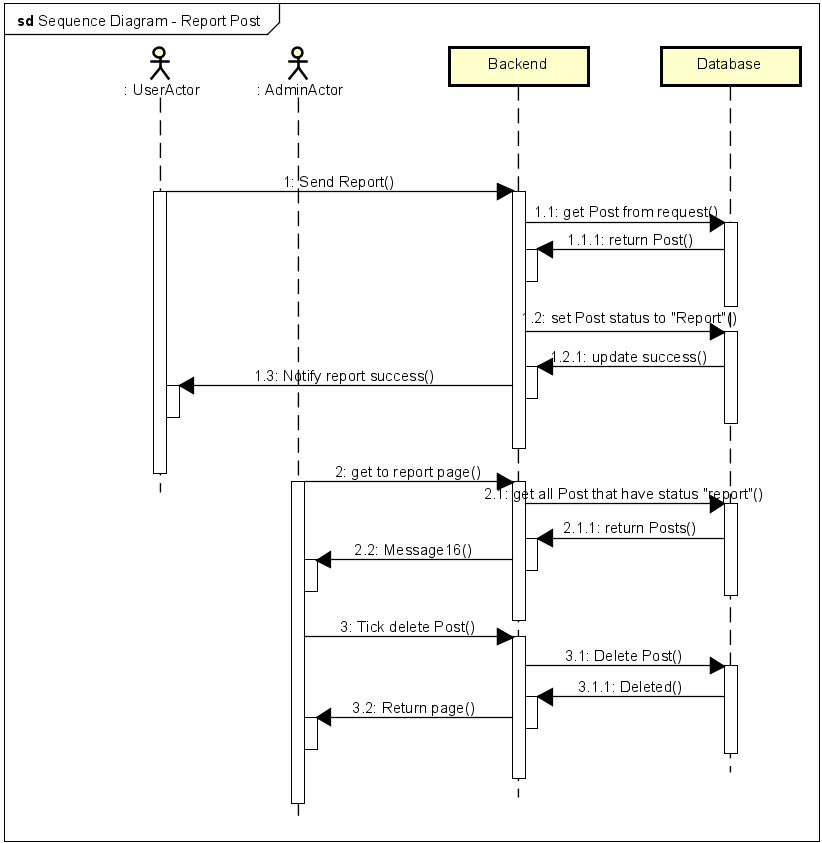 sd Sequence Diagram - Report Post
: UserActor
: AdminActor
Backend
Database
1: Send Report()
1.1: get Post from request()
1.1.1: return Post()
1.2: set Post status to "Report"()
1.2.1: update success()
1.3: Notify report success()
2: get to report page()
2.1: get all Post that have status "report"()
2.1.1: return Posts()
2.2: Message16()
3: Tick delete Post()
3.1: Delete Post()
3.1.1: Deleted()
3.2: Return page()